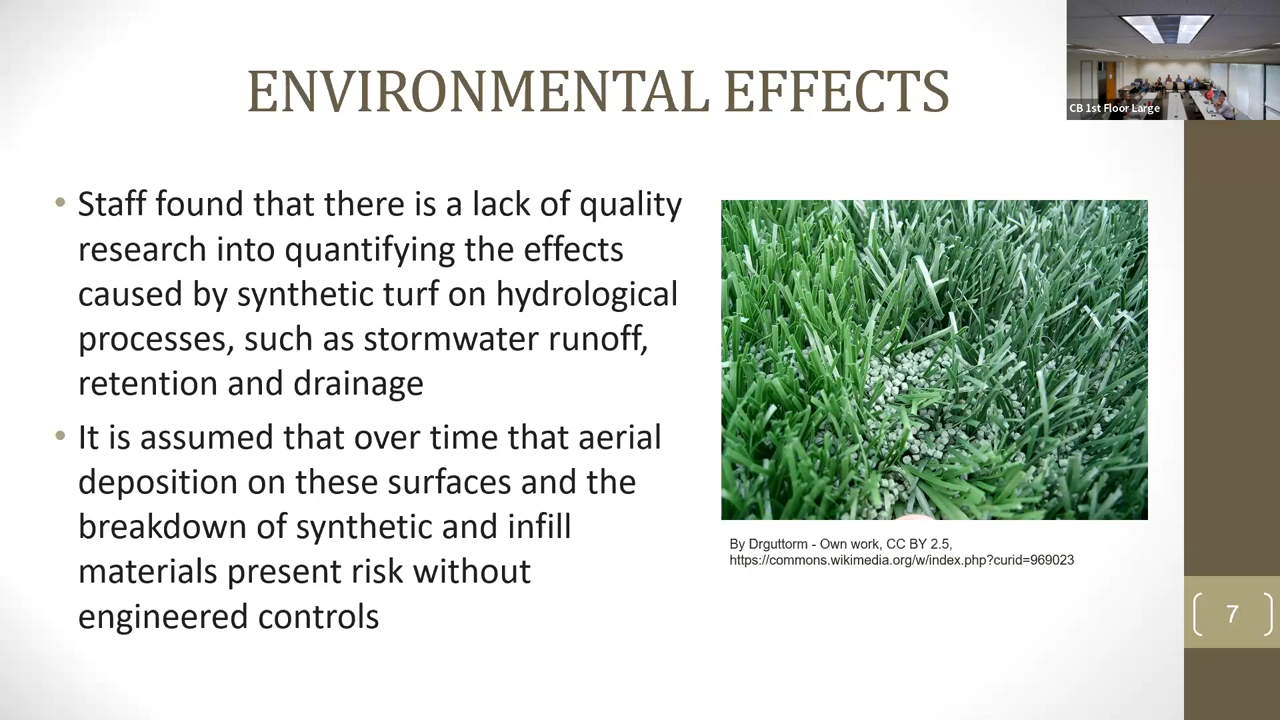 CB 1st Floor Large
ENVIRONMENTAL EFFECTS
• Staff found that there is a lack of quality
research into quantifying the effects
caused by synthetic turf on hydrological
processes, such as stormwater runoff,
retention and drainage
• It is assumed that over time that aerial
deposition on these surfaces and the
breakdown of synthetic and infill
materials present risk without
engineered controls
By Drguttorm - Own work, CC BY 2.5,
https://commons.wikimedia.org/w/index.php?curid=969023
7